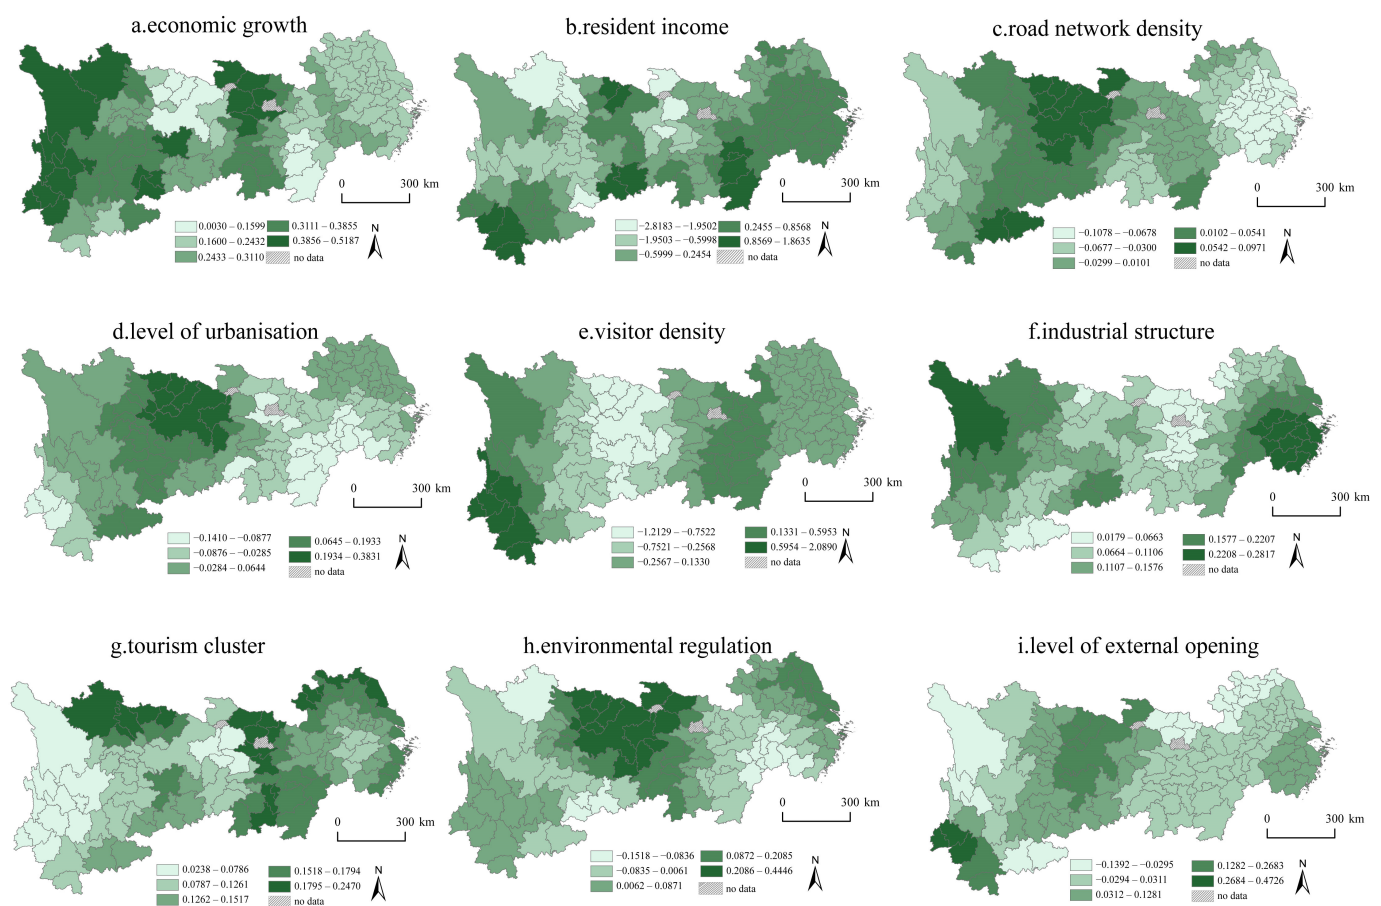 a.economic growth
0 300 km
0.0030 – 0.1599 0.3111 – 0.3855
0.1600 – 0.2432 0.3856 – 0.5187
0.2433 – 0.3110 no data
N
b.resident income
0 300 km
−2.8183 – −1.9502 0.2455 – 0.8568
−1.9503 – −0.5998 0.8569 – 1.8635
−0.5999 – 0.2454 no data
N
c.road network density
0 300 km
−0.1078 – −0.0678 0.0102 – 0.0541
−0.0677 – −0.0300 0.0542 – 0.0971
−0.0299 – 0.0101 no data
N
d.level of urbanisation
0 300 km
−0.1410 – −0.0877 0.0645 – 0.1933
−0.0876 – −0.0285 0.1934 – 0.3831
−0.0284 – 0.0644 no data
N
e.visitor density
0 300 km
−1.2129 – −0.7522 0.1331 – 0.5953
−0.7521 – −0.2568 0.5954 – 2.0890
−0.2567 – 0.1330 no data
N
f.industrial structure
0 300 km
0.0179 – 0.0663 0.1577 – 0.2207
0.0664 – 0.1106 0.2208 – 0.2817
0.1107 – 0.1576 no data
N
g.tourism cluster
0 300 km
0.0238 – 0.0786 0.1518 – 0.1794
0.0787 – 0.1261 0.1795 – 0.2470
0.1262 – 0.1517 no data
N
h.environmental regulation
0 300 km
−0.1518 – −0.0836 0.0872 – 0.2085
−0.0835 – 0.0061 0.2086 – 0.4446
0.0062 – 0.0871 no data
N
i.level of external opening
0 300 km
−0.1392 – −0.0295 0.1282 – 0.2683
−0.0294 – 0.0311 0.2684 – 0.4726
0.0312 – 0.1281 no data
N